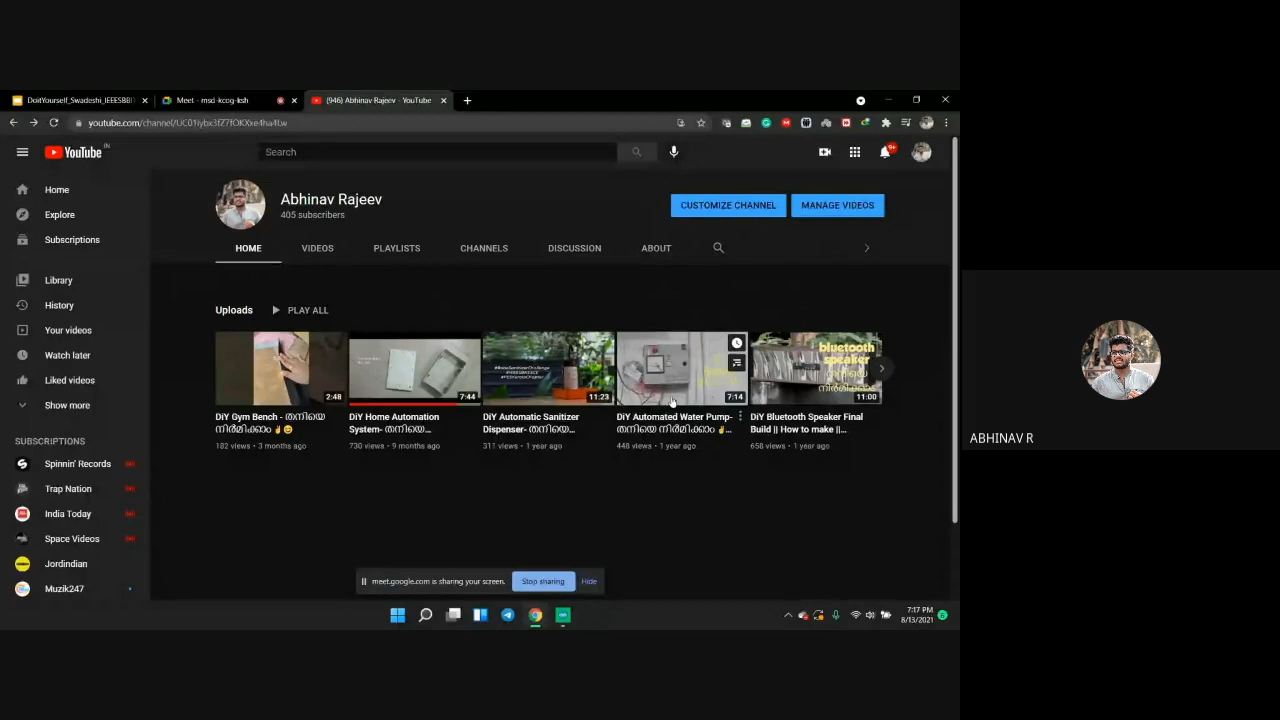 DoitYourself_Swadeshi_IEEESBBI
Meet - msd-kcog-ksh
(946) Abhinav Rajeev - YouTube
youtube.com/channel/UC01iybx3fZ7fOKXxe4ha4Lw
YouTube IN
Search
9+
Home
Explore
Subscriptions
Library
History
Your videos
Watch later
Liked videos
Show more
SUBSCRIPTIONS
Spinnin' Records
Trap Nation
India Today
Space Videos
Jordindian
Muzik247
Abhinav Rajeev
405 subscribers
CUSTOMIZE CHANNEL
MANAGE VIDEOS
HOME VIDEOS PLAYLISTS CHANNELS DISCUSSION ABOUT
Uploads PLAY ALL
2:48
DiY Gym Bench - തനിയെ
നിർമിക്കാം ✌😊
182 views • 3 months ago
7:44
DiY Home Automation
System- തനിയെ...
730 views • 9 months ago
11:23
DiY Automatic Sanitizer
Dispenser- തനിയെ...
311 views • 1 year ago
7:14
DiY Automated Water Pump-
തനിയെ നിർമിക്കാം ✌...
448 views • 1 year ago
bluetooth
speaker
തനിയെ
നിർമിക്കാം
11:00
DiY Bluetooth Speaker Final
Build || How to make ||...
658 views • 1 year ago
meet.google.com is sharing your screen.
Stop sharing
Hide
7:17 PM
8/13/2021
6
ABHINAV R